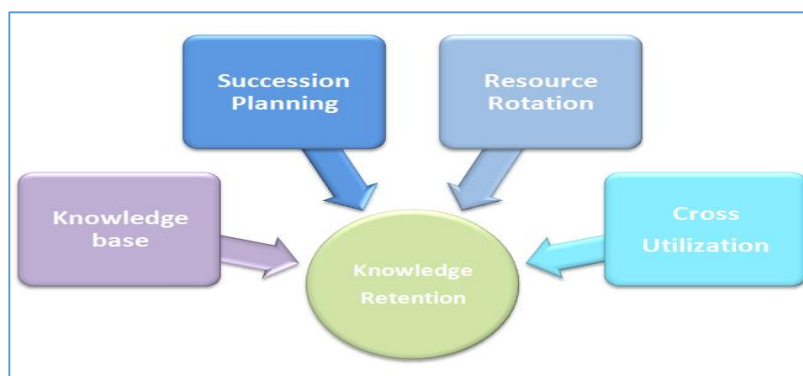 Succession
Planning
Resource
Rotation
Knowledge
base
Cross
Utilization
Knowledge
Retention